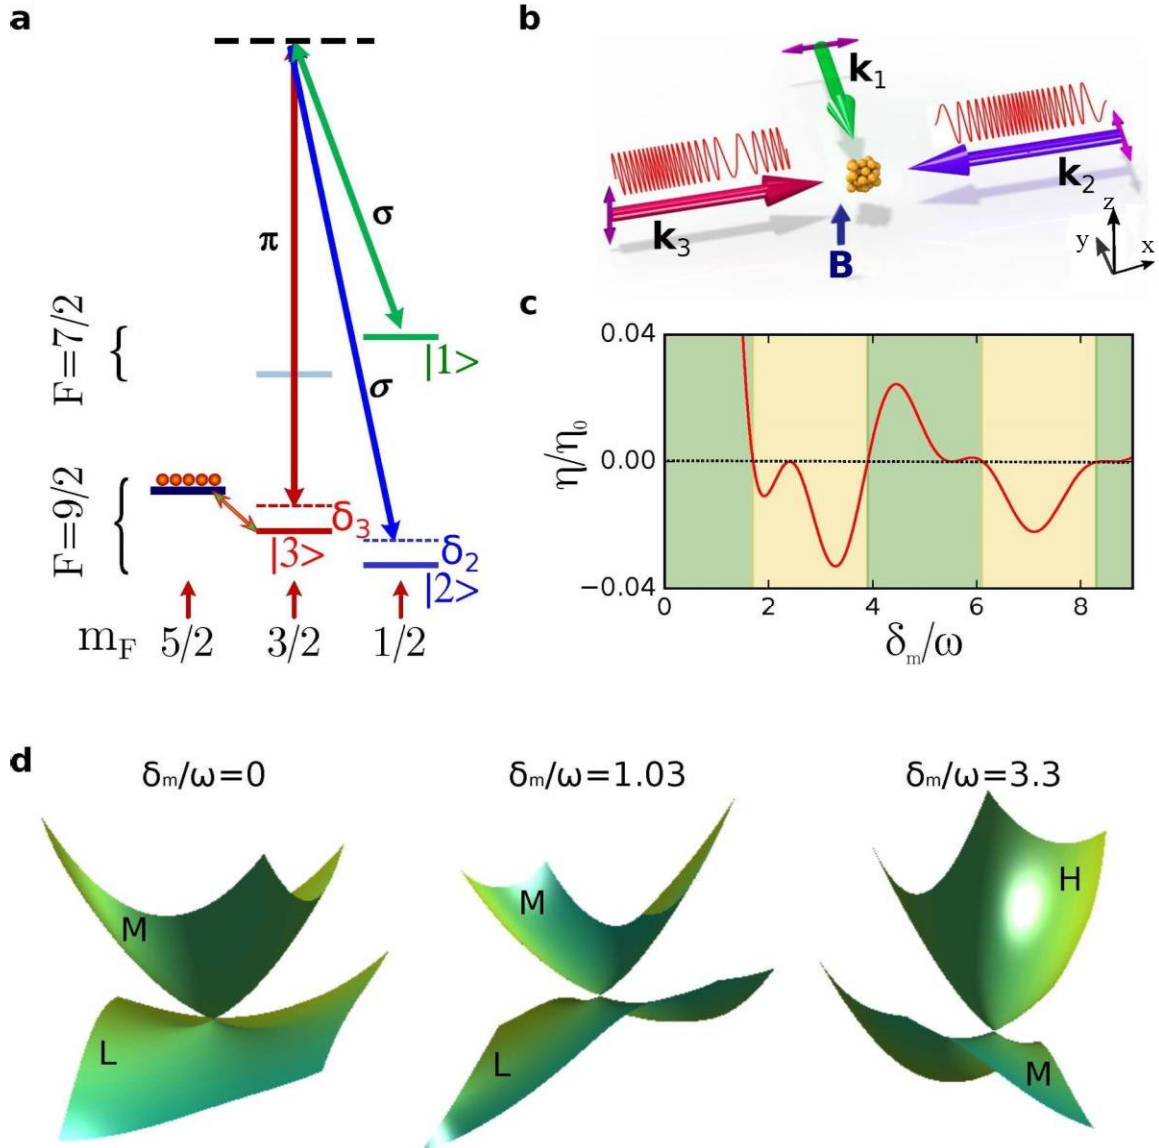 a
π
σ
σ
F=7/2
F=9/2
|1>
δ₃
|3>
δ₂
|2>
m_F 5/2 3/2 1/2
b
k₁
k₂
k₃
B
z
y
x
c
0.04
0.00
−0.04
η/η₀
0 2 4 6 8
δₘ/ω
d
δₘ/ω=0 δₘ/ω=1.03 δₘ/ω=3.3
M
L
M
L
H
M